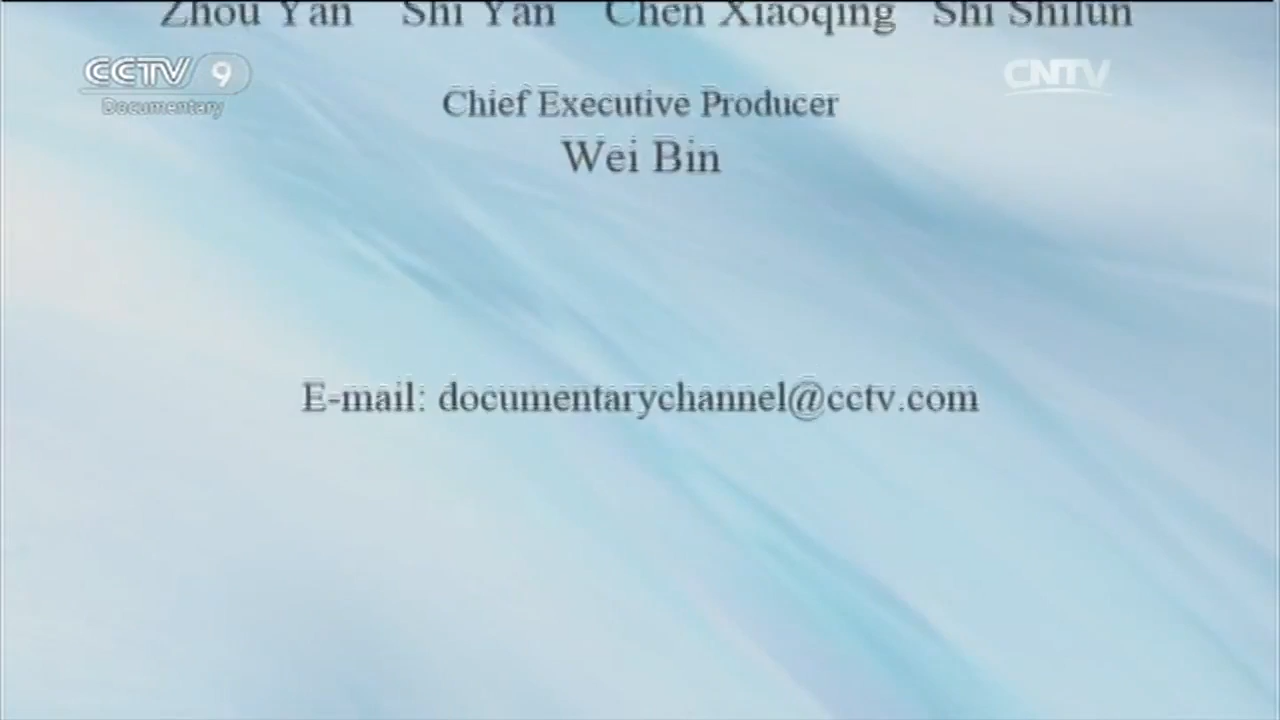 Zhou Yan Shi Yan Chen Xiaoqing Shi Shilun
CCTV 9
Documentary
CNTV
Chief Executive Producer
Wei Bin
E-mail: documentarychannel@cctv.com